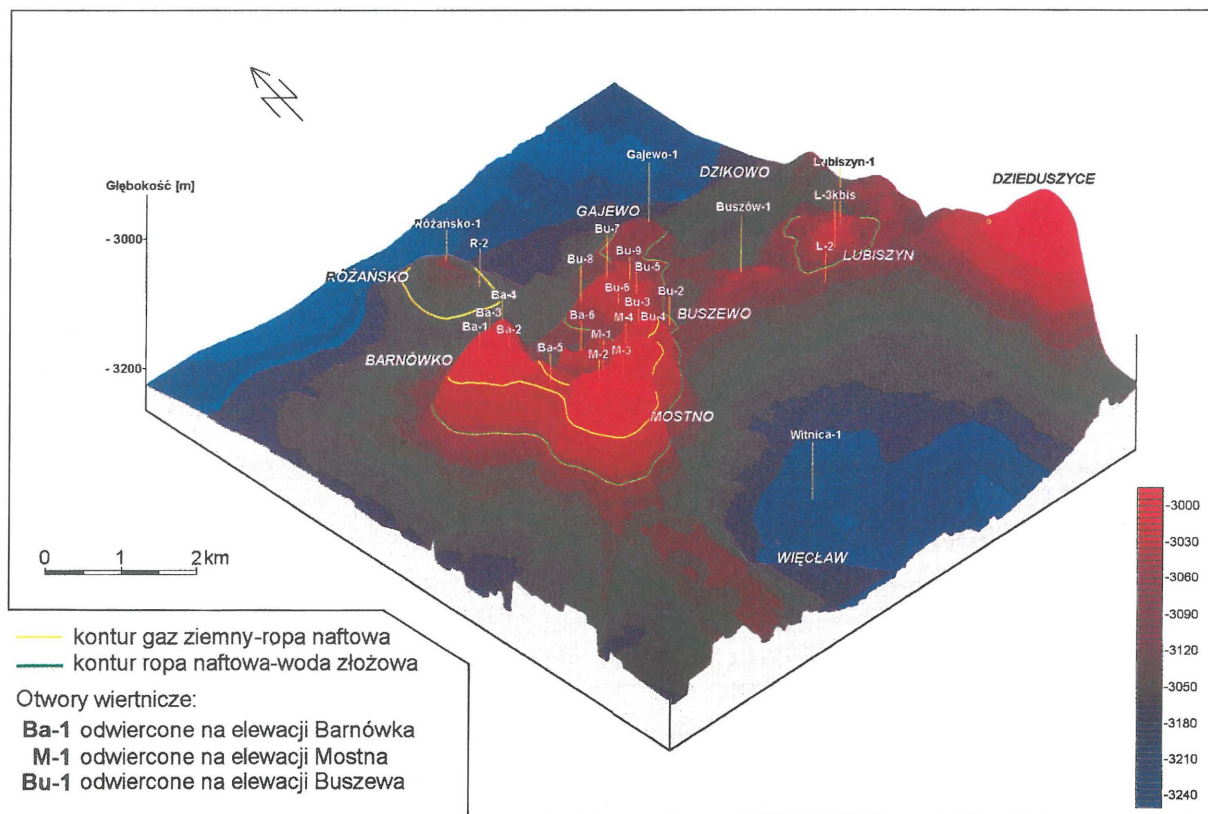 Głębokość [m]
- 3000
- 3200
Gajewo-1
DZIKOWO
Lubiszyn-1
DZIEDUSZYCE
L-3kbis
GAJEWO
Buszów-1
Różańsko-1
Bu-7
R-2
Bu-9
L-2
LUBISZYN
Bu-8
Bu-5
RÓŻAŃSKO
Bu-6
Bu-2
Ba-4
Bu-3
Ba-3
Ba-6
M-4
Bu-4
BUSZEWO
Ba-1
Ba-2
M-1
BARNÓWKO
Ba-5
M-2
M-3
MOSTNO
Witnica-1
WIĘCŁAW
0 1 2 km
-3000
-3030
-3060
-3090
-3120
-3050
-3180
-3210
-3240
kontur gaz ziemny-ropa naftowa
kontur ropa naftowa-woda złożowa
Otwory wiertnicze:
Ba-1 odwiercone na elewacji Barnówka
M-1 odwiercone na elewacji Mostna
Bu-1 odwiercone na elewacji Buszewa